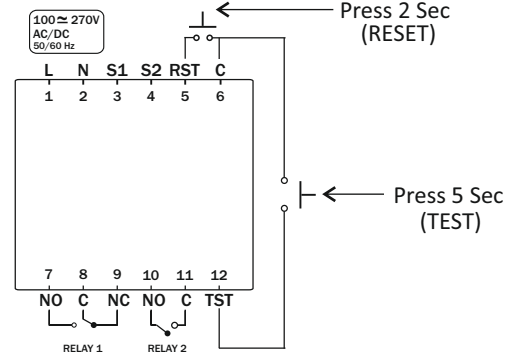 100 ≃ 270V
AC/DC
50/60 Hz
Press 2 Sec
(RESET)
L N S1 S2 RST C
1 2 3 4 5 6
Press 5 Sec
(TEST)
7 8 9 10 11 12
NO C NC NO C TST
RELAY 1 RELAY 2